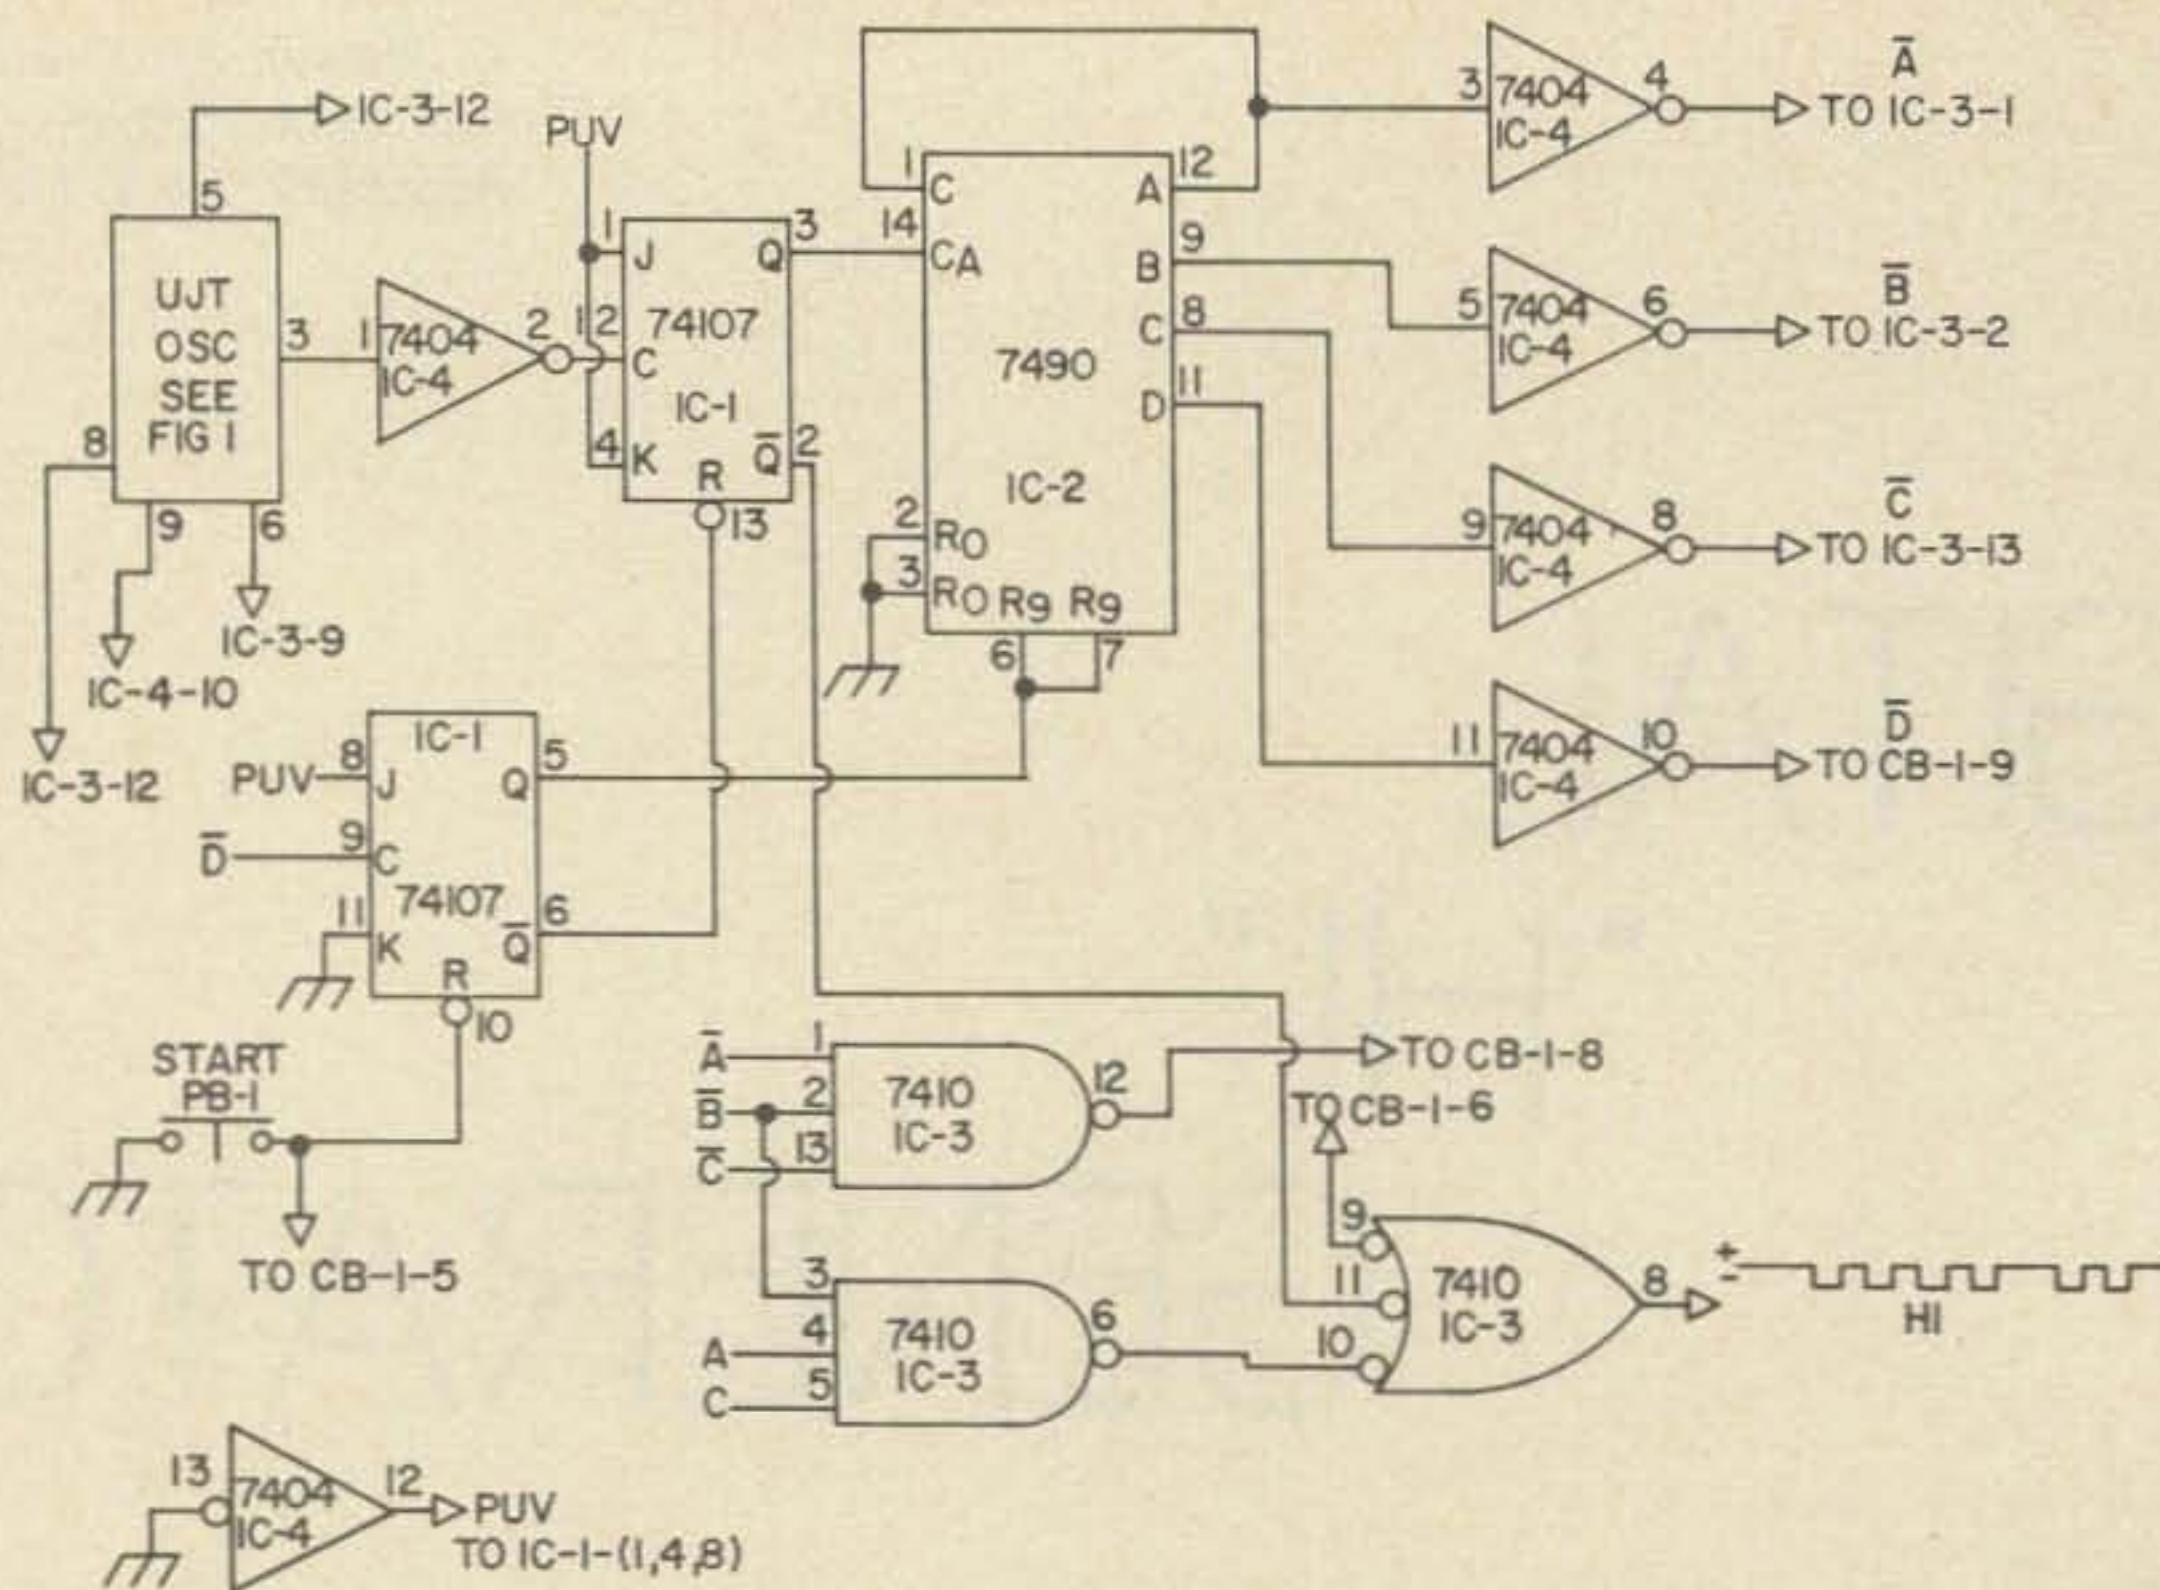 IC-3-12
5
UJT
OSC
SEE
FIG 1
3
8
9
6
IC-3-9
IC-4-10
IC-3-12
1
7404
IC-4
2
PUV
1
J
Q
3
12
74107
C
IC-1
4
K
R
Q̅
2
13
1
C
A
12
14
CA
B
9
C
8
7490
D
11
IC-2
2
RO
3
RO
R9
R9
6
7
3
7404
IC-4
4
A̅
TO IC-3-1
5
7404
IC-4
6
B̅
TO IC-3-2
9
7404
IC-4
8
C̅
TO IC-3-13
11
7404
IC-4
10
D̅
TO CB-1-9
IC-1
PUV
8
J
Q
5
D̅
9
C
74107
11
K
Q̅
6
R
10
START
PB-1
TO CB-1-5
A̅
1
B̅
2
C̅
13
7410
IC-3
12
TO CB-1-8
TO CB-1-6
3
A
4
C
5
7410
IC-3
6
9
11
10
7410
IC-3
8
+
-
HI
13
7404
IC-4
12
PUV
TO IC-1-(1,4,8)